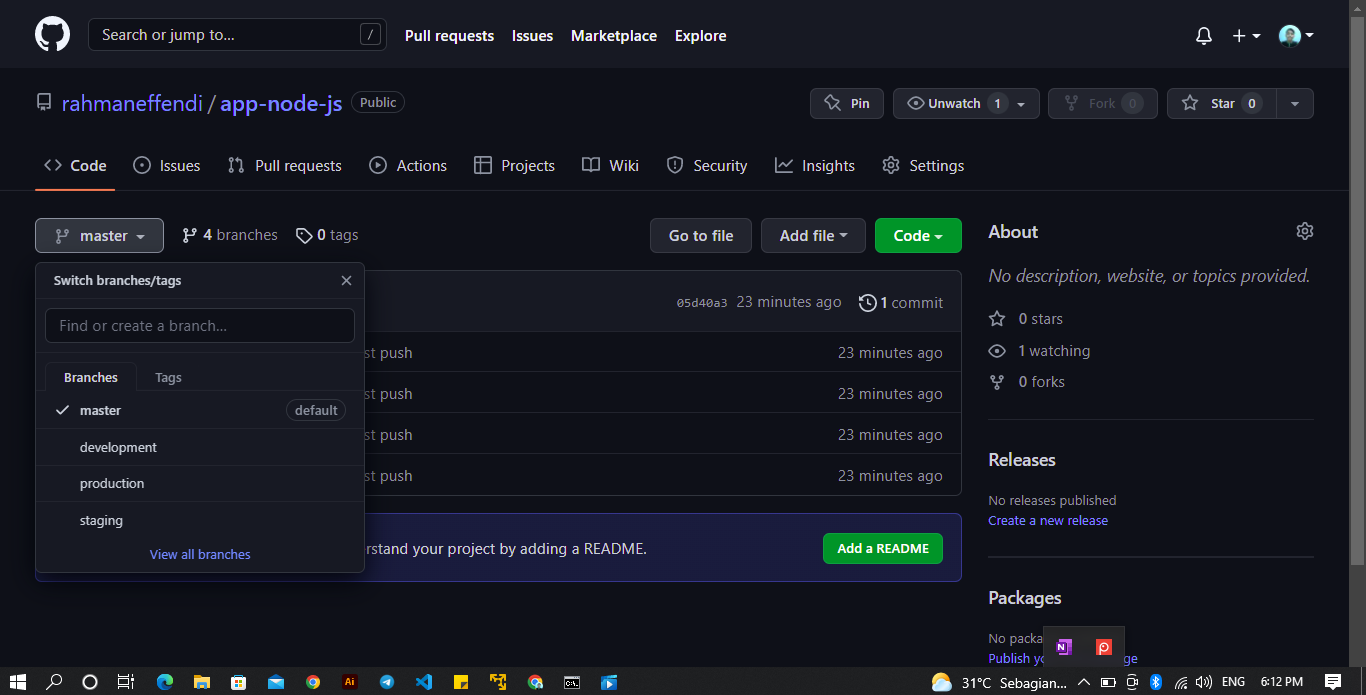 Search or jump to... /
Pull requests Issues Marketplace Explore
rahmaneffendi / app-node-js Public
Pin Unwatch 1 Fork 0 Star 0
Code Issues Pull requests Actions Projects Wiki Security Insights Settings
master 4 branches 0 tags Go to file Add file Code
Switch branches/tags
Find or create a branch...
Branches Tags
master default
development
production
staging
View all branches
05d40a3 23 minutes ago 1 commit
st push 23 minutes ago
st push 23 minutes ago
st push 23 minutes ago
st push 23 minutes ago
rstand your project by adding a README. Add a README
About
No description, website, or topics provided.
0 stars
1 watching
0 forks
Releases
No releases published
Create a new release
Packages
No packa
Publish yo ge
N
Ai
31°C Sebagian... ENG 6:12 PM